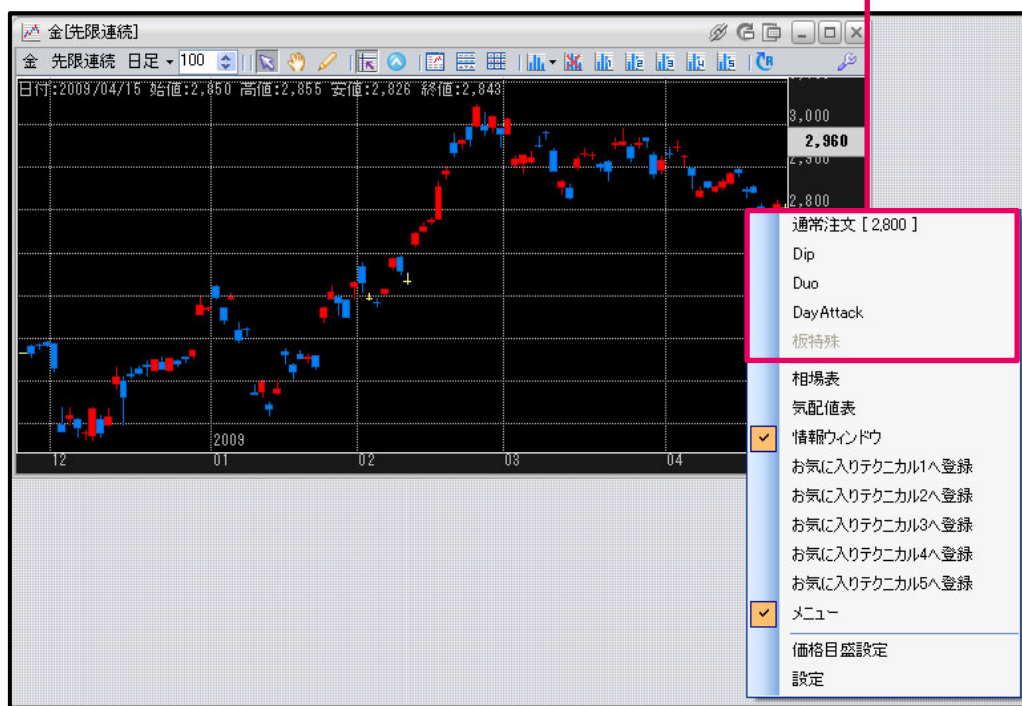 金[先限連続]
金 先限連続 日足 100
日付:2009/04/15 始値:2,850 高値:2,855 安値:2,826 終値:2,843
3,000
2,960
2,900
2,800
通常注文 [ 2,800 ]
Dip
Duo
DayAttack
板特殊
相場表
気配値表
情報ウィンドウ
お気に入りテクニカル1へ登録
お気に入りテクニカル2へ登録
お気に入りテクニカル3へ登録
お気に入りテクニカル4へ登録
お気に入りテクニカル5へ登録
メニュー
価格目盛設定
設定
2009
12 01 02 03 04